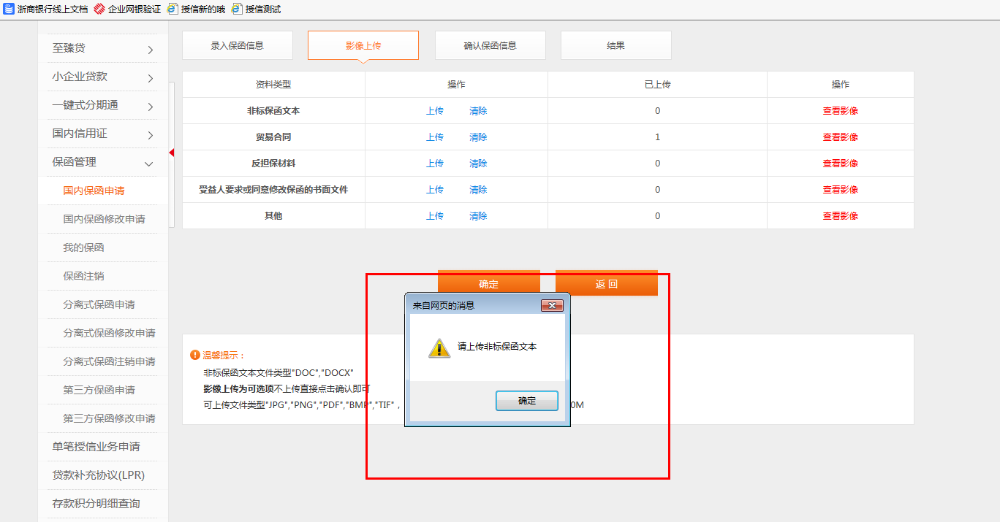 浙商银行线上文档 企业网银验证 授信新的哦 授信测试
至臻贷
小企业贷款
一键式分期通
国内信用证
保函管理
国内保函申请
国内保函修改申请
我的保函
保函注销
分离式保函申请
分离式保函修改申请
分离式保函注销申请
第三方保函申请
第三方保函修改申请
单笔授信业务申请
贷款补充协议(LPR)
存款积分明细查询
录入保函信息 影像上传 确认保函信息 结果
资料类型 操作 已上传 操作
非标保函文本 上传 清除 0 查看影像
贸易合同 上传 清除 1 查看影像
反担保材料 上传 清除 0 查看影像
受益人要求或同意修改保函的书面文件 上传 清除 0 查看影像
其他 上传 清除 0 查看影像
确定 返 回
来自网页的消息
请上传非标保函文本
确定
温馨提示：
非标保函文本文件类型"DOC","DOCX"
影像上传为可选项不上传直接点击确认即可
可上传文件类型"JPG","PNG","PDF","BMP","TIF"， 0M